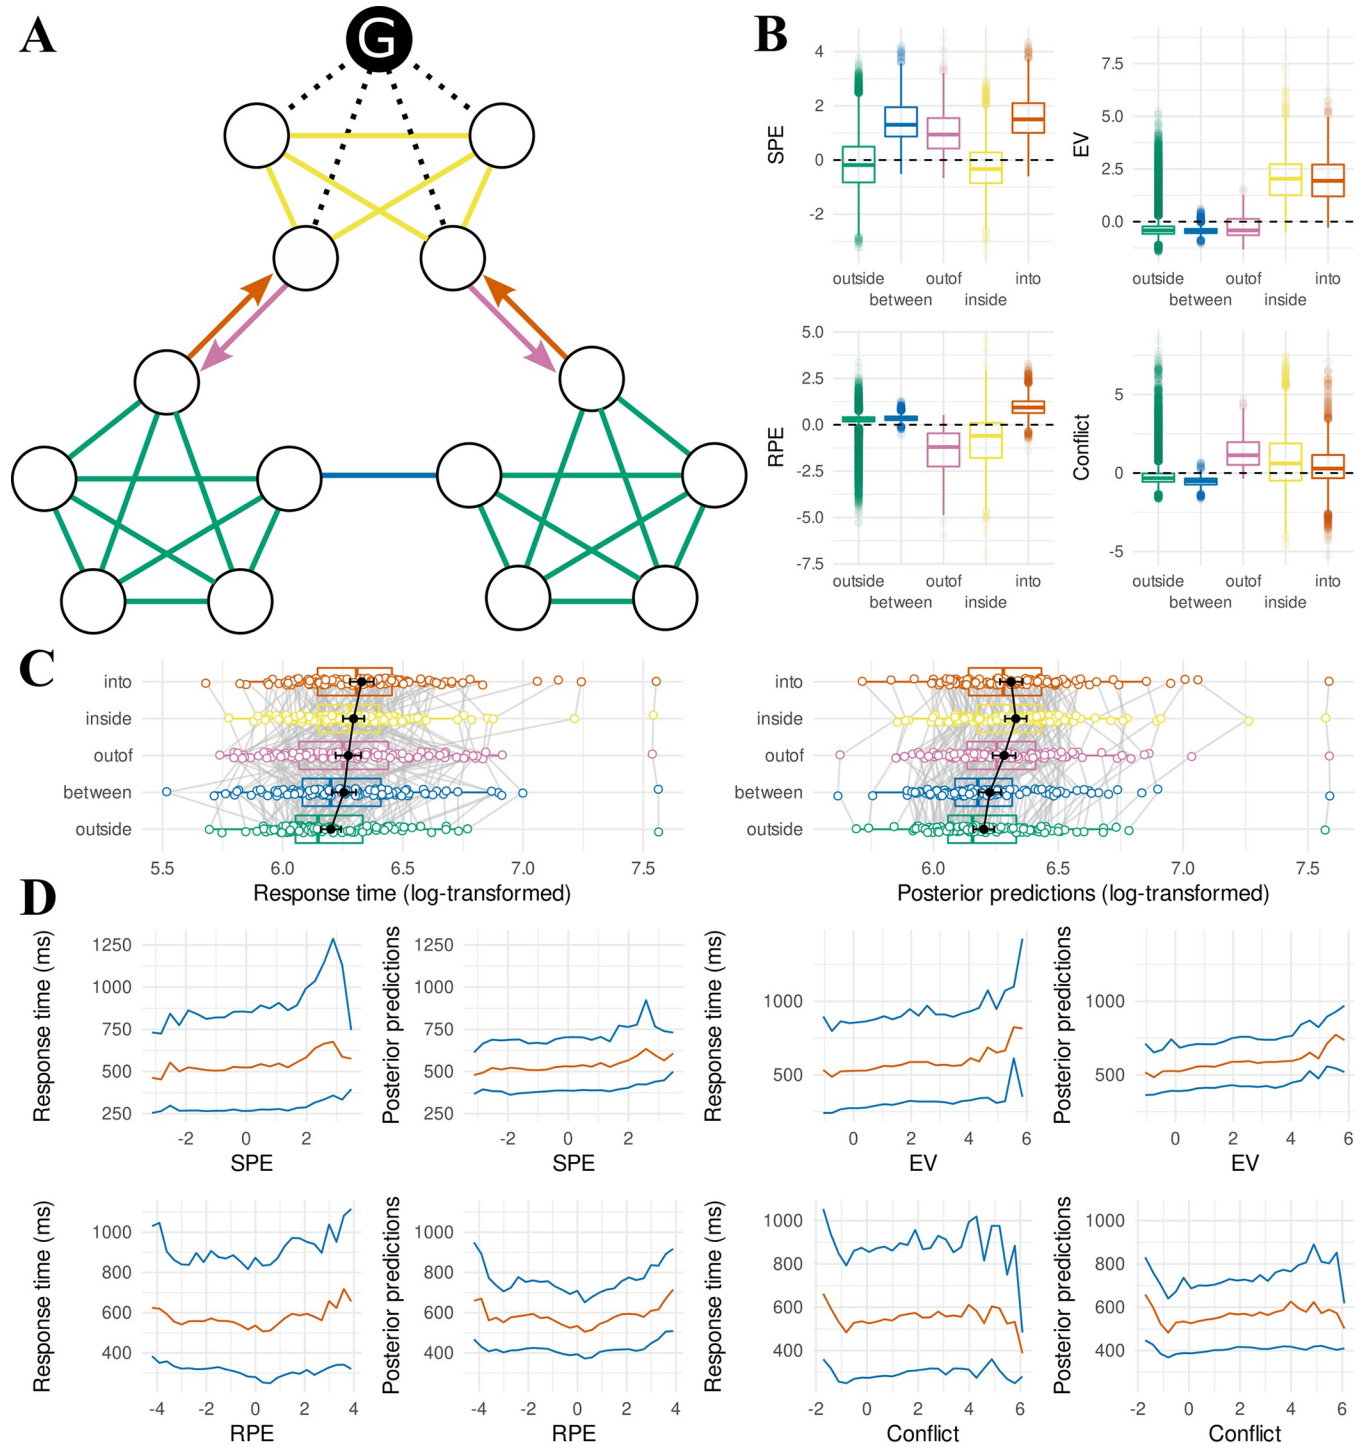 A
G
B
SPE
4
2
0
-2
outside
between
outof
inside
into
EV
7.5
5.0
2.5
0.0
outside
between
outof
inside
into
RPE
5.0
2.5
0.0
-2.5
-5.0
-7.5
outside
between
outof
inside
into
Conflict
5
0
-5
outside
between
outof
inside
into
C
into
inside
outof
between
outside
5.5 6.0 6.5 7.0 7.5
Response time (log-transformed)
into
inside
outof
between
outside
6.0 6.5 7.0 7.5
Posterior predictions (log-transformed)
D
Response time (ms)
1250
1000
750
500
250
-2 0 2
SPE
Posterior predictions
1250
1000
750
500
250
-2 0 2
SPE
Response time (ms)
1000
500
0 2 4 6
EV
Posterior predictions
1000
500
0 2 4 6
EV
Response time (ms)
1000
800
600
400
-4 -2 0 2 4
RPE
Posterior predictions
1000
800
600
400
-4 -2 0 2 4
RPE
Response time (ms)
1000
800
600
400
-2 0 2 4 6
Conflict
Posterior predictions
1000
800
600
400
-2 0 2 4 6
Conflict